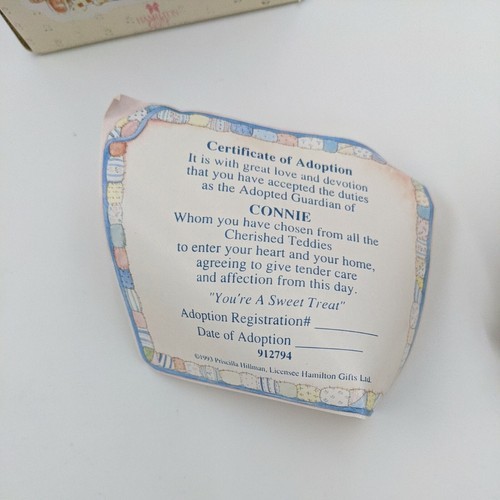 Certificate of Adoption
It is with great love and devotion
that you have accepted the duties
as the Adopted Guardian of
CONNIE
Whom you have chosen from all the
Cherished Teddies
to enter your heart and your home,
agreeing to give tender care
and affection from this day.
"You're A Sweet Treat"
Adoption Registration# ________
Date of Adoption ________
912794
©1993 Priscilla Hillman, Licensee Hamilton Gifts Ltd.